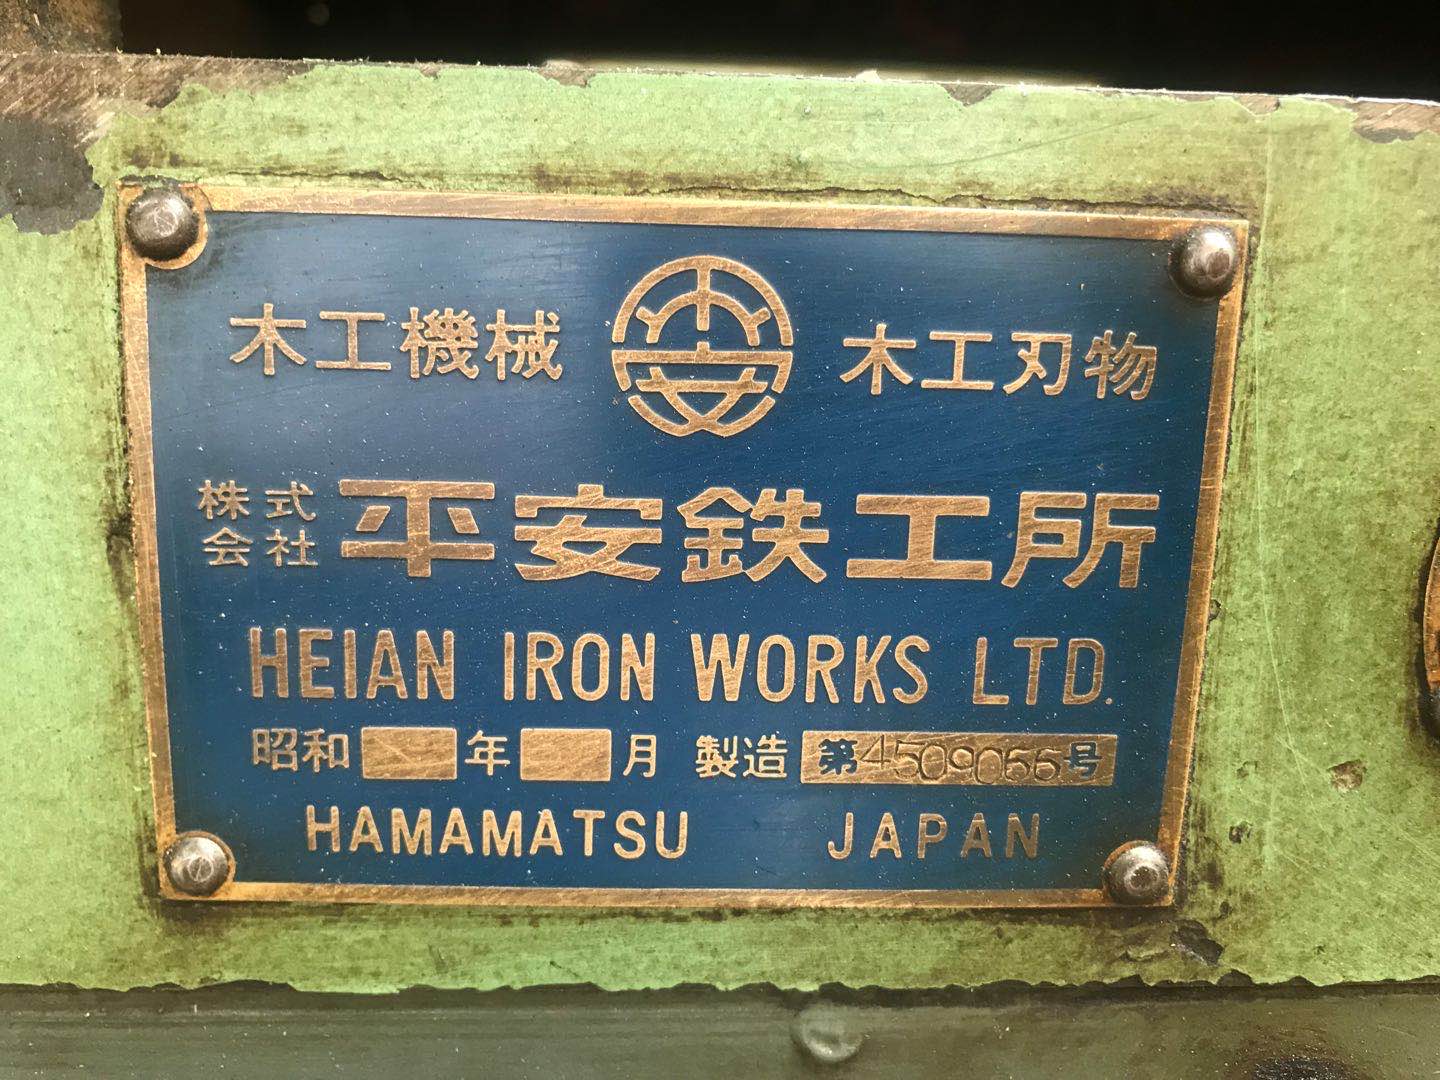 木工機械 木工刃物
株式会社 平安鉄工所
HEIAN IRON WORKS LTD.
昭和 年 月 製造 第4509066号
HAMAMATSU JAPAN